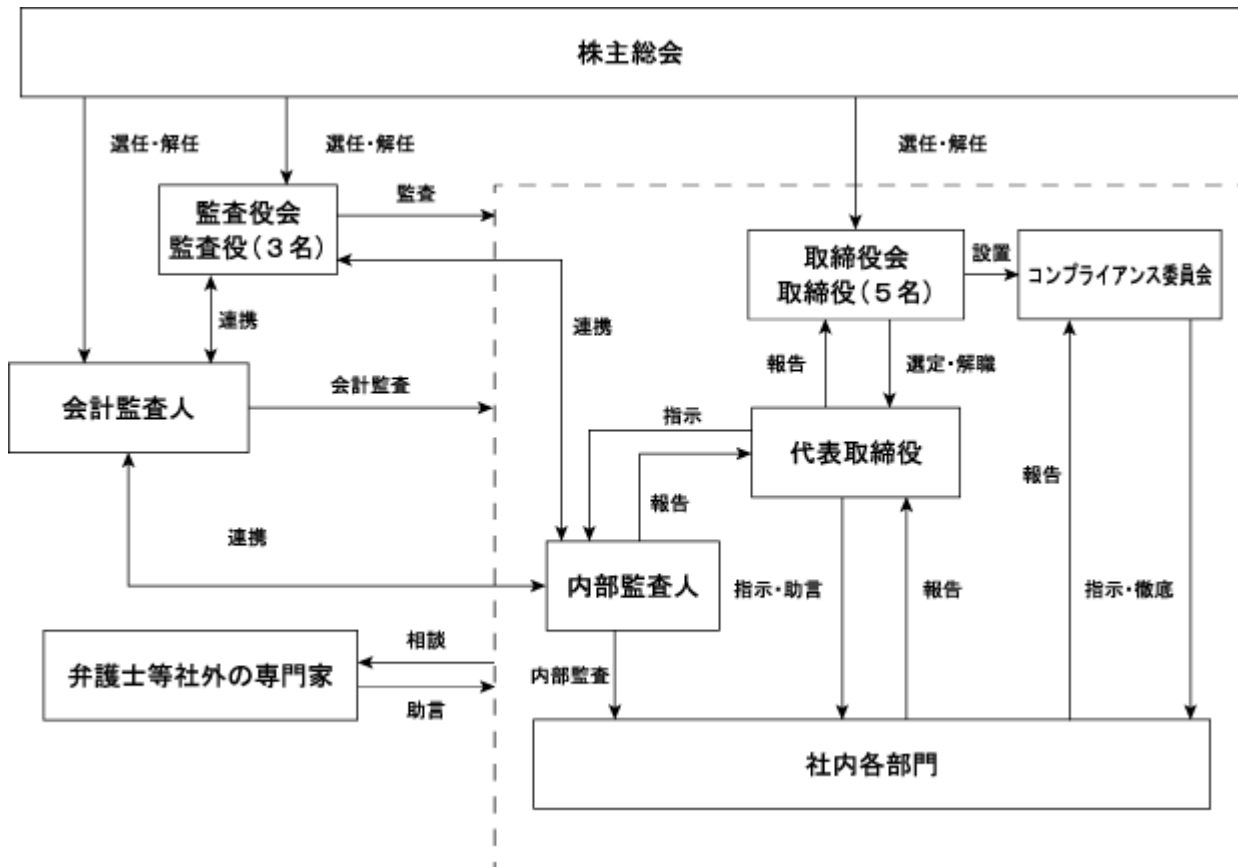 株主総会
選任・解任
選任・解任
選任・解任
監査役会
監査役(3名)
監査
取締役会
取締役(5名)
設置
コンプライアンス委員会
連携
連携
報告
選定・解職
会計監査人
会計監査
指示
代表取締役
報告
報告
連携
内部監査人
指示・助言
報告
指示・徹底
弁護士等社外の専門家
相談
助言
内部監査
社内各部門